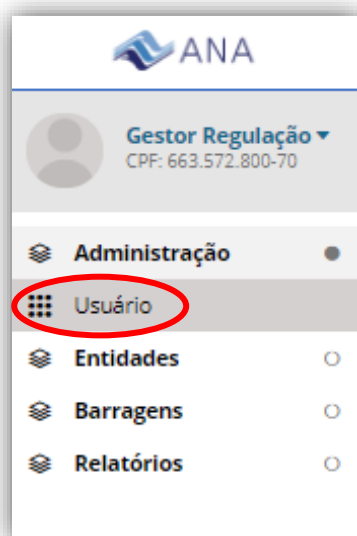 ANA
Gestor Regulação
CPF: 663.572.800-70
Administração
Usuário
Entidades
Barragens
Relatórios